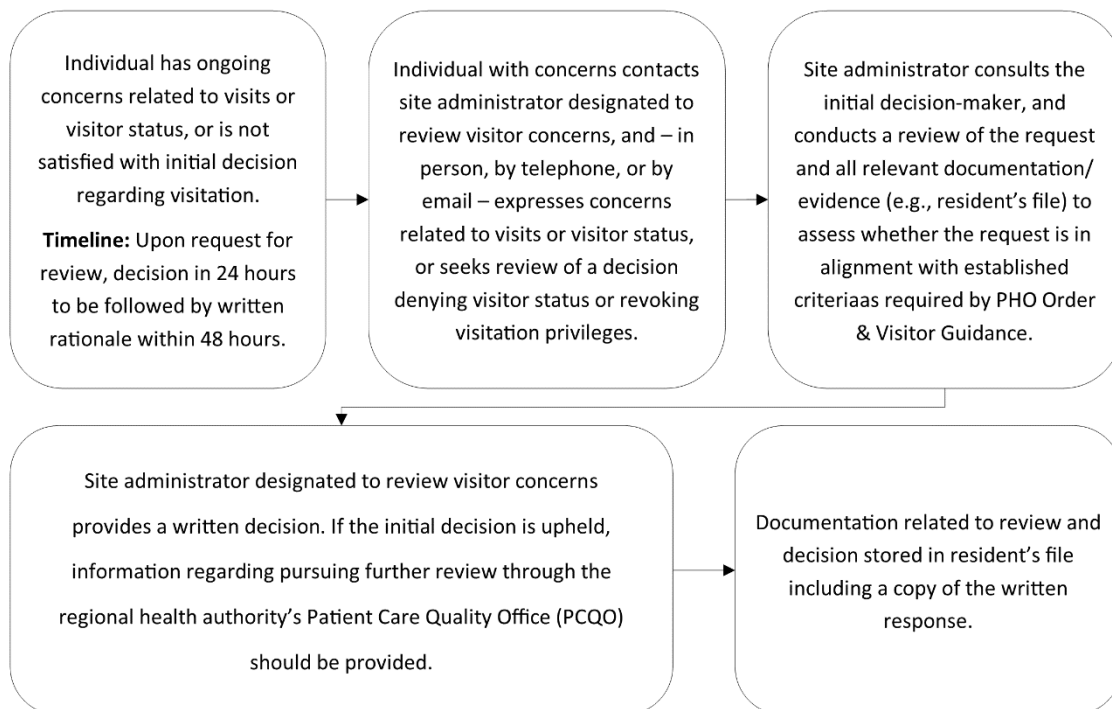 Individual has ongoing
concerns related to visits or
visitor status, or is not
satisfied with initial decision
regarding visitation.
Timeline: Upon request for
review, decision in 24 hours
to be followed by written
rationale within 48 hours.
Individual with concerns contacts
site administrator designated to
review visitor concerns, and – in
person, by telephone, or by
email – expresses concerns
related to visits or visitor status,
or seeks review of a decision
denying visitor status or revoking
visitation privileges.
Site administrator consults the
initial decision-maker, and
conducts a review of the request
and all relevant documentation/
evidence (e.g., resident’s file) to
assess whether the request is in
alignment with established
criteriaas required by PHO Order
& Visitor Guidance.
Site administrator designated to review visitor concerns
provides a written decision. If the initial decision is upheld,
information regarding pursuing further review through the
regional health authority’s Patient Care Quality Office (PCQO)
should be provided.
Documentation related to review and
decision stored in resident’s file
including a copy of the written
response.